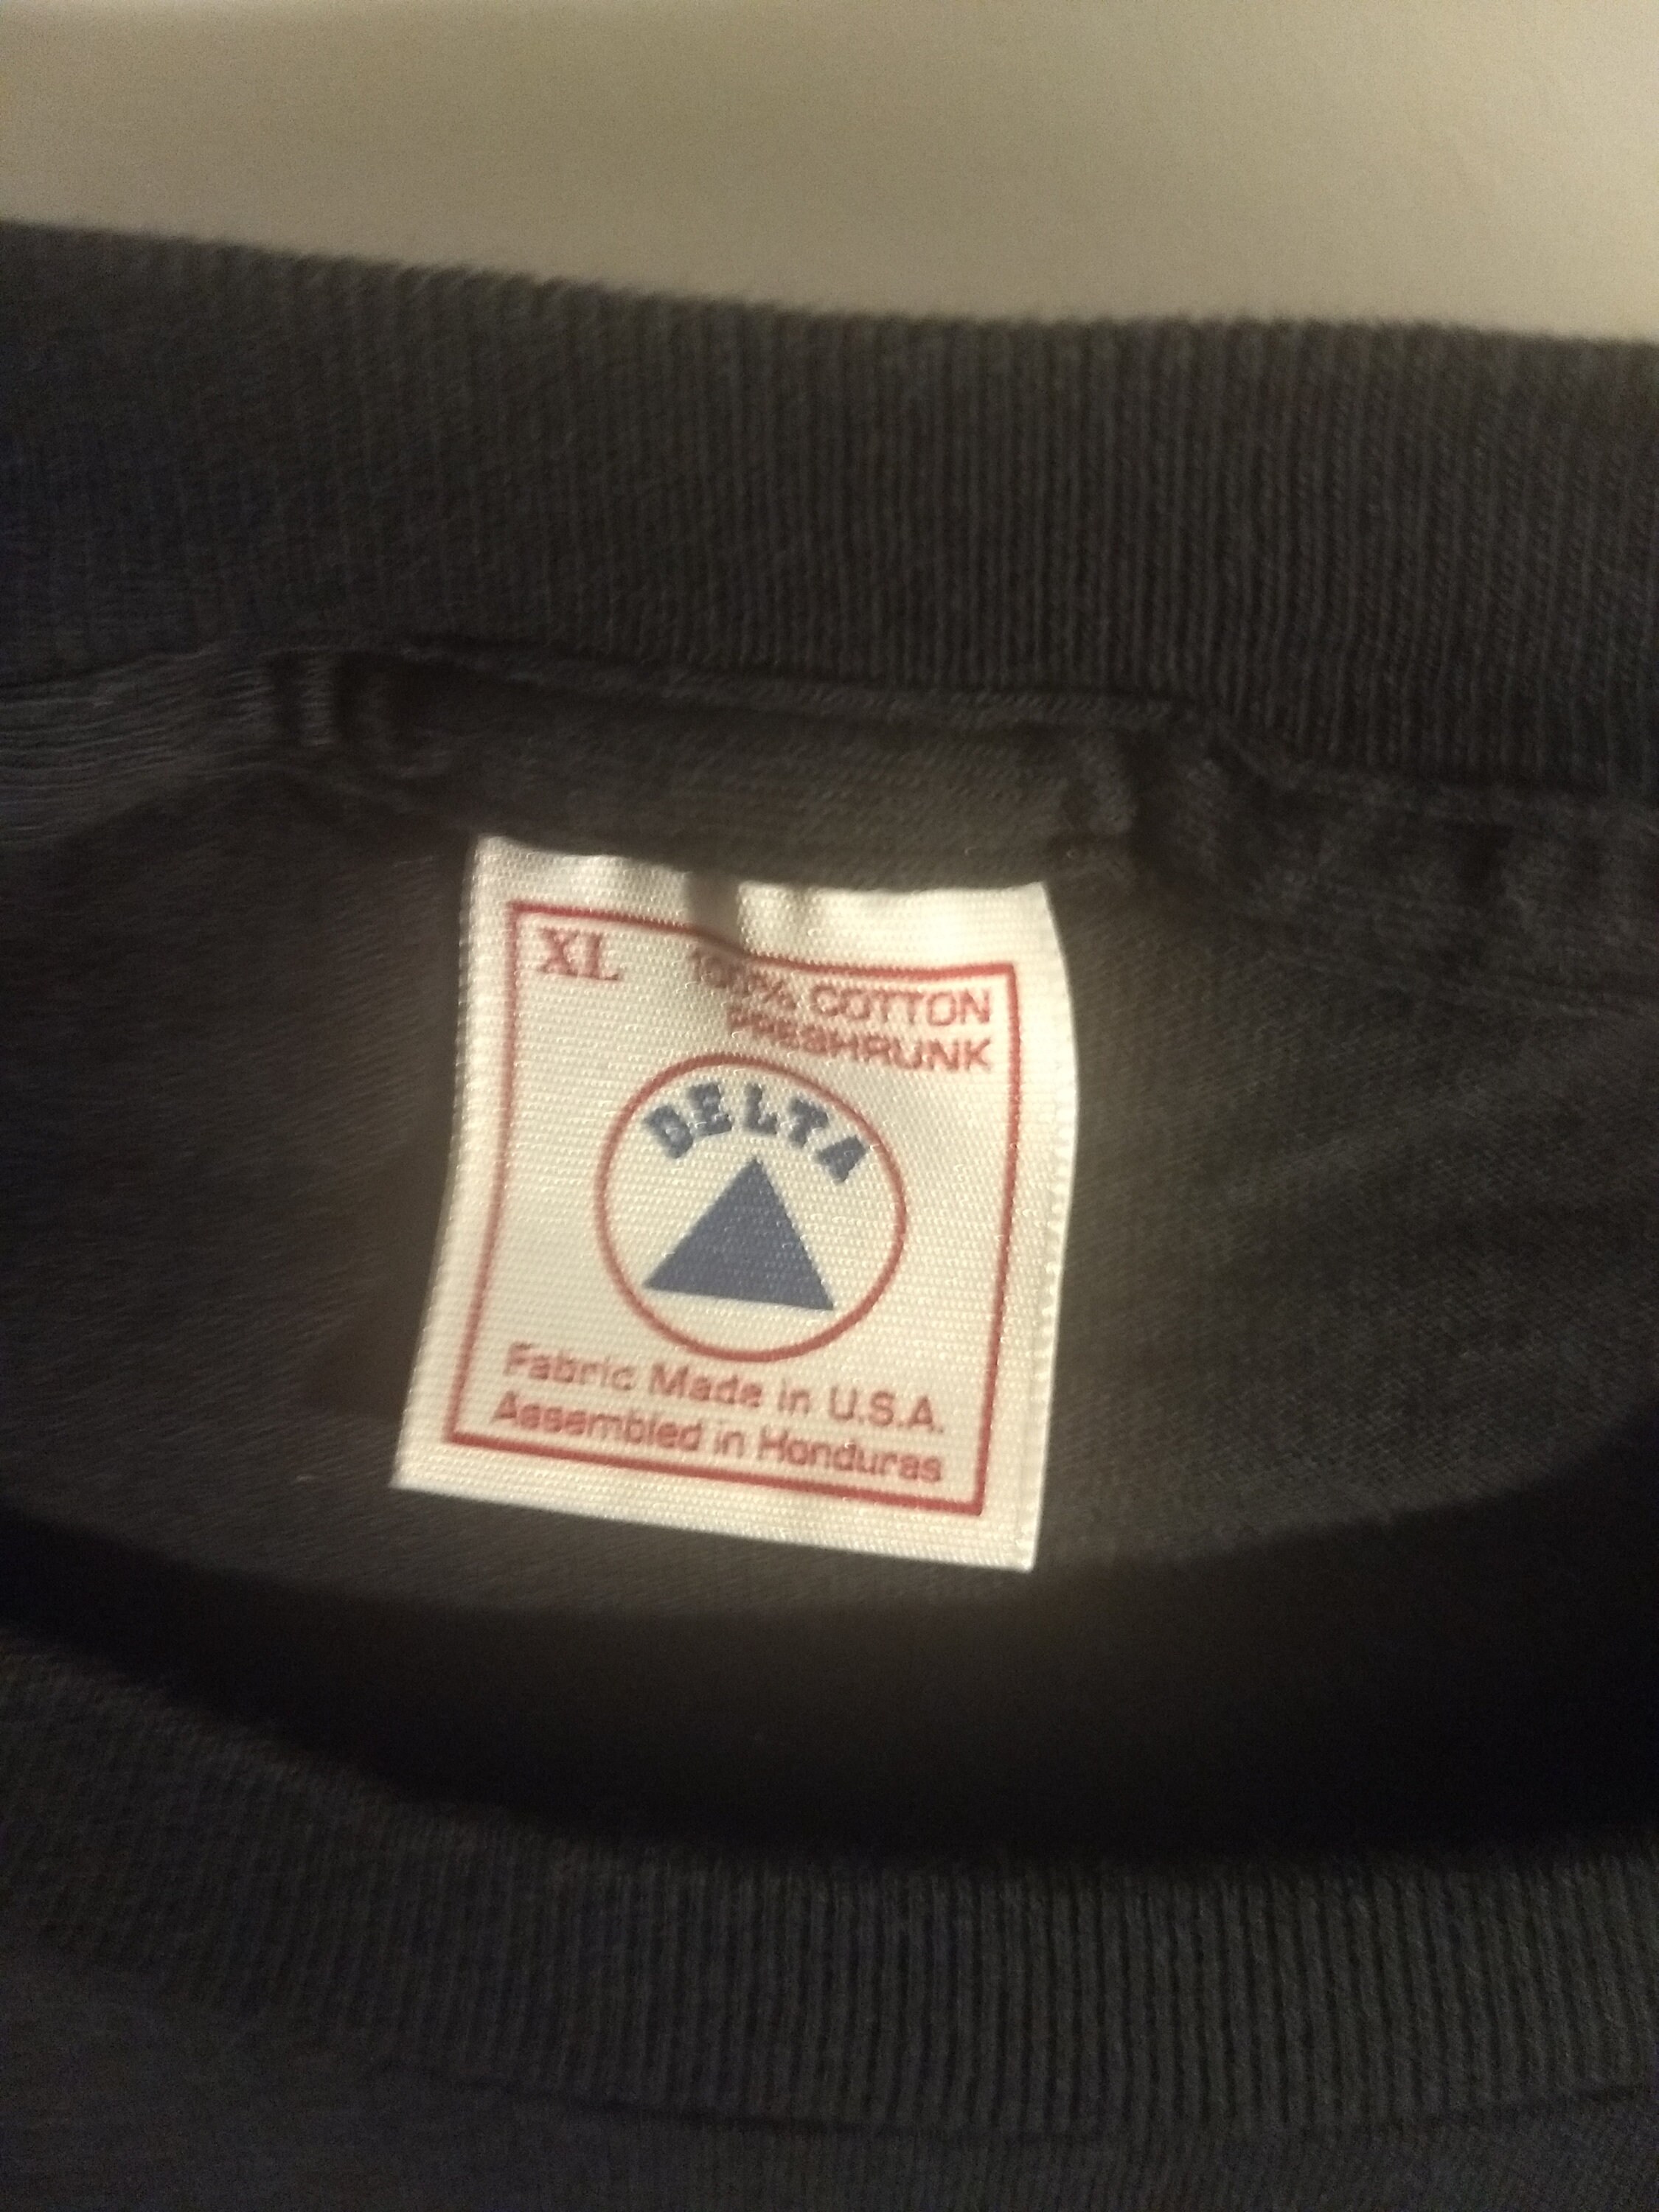 XL 100% COTTON
PRESHRUNK
DELTA
Fabric Made in U.S.A.
Assembled in Honduras